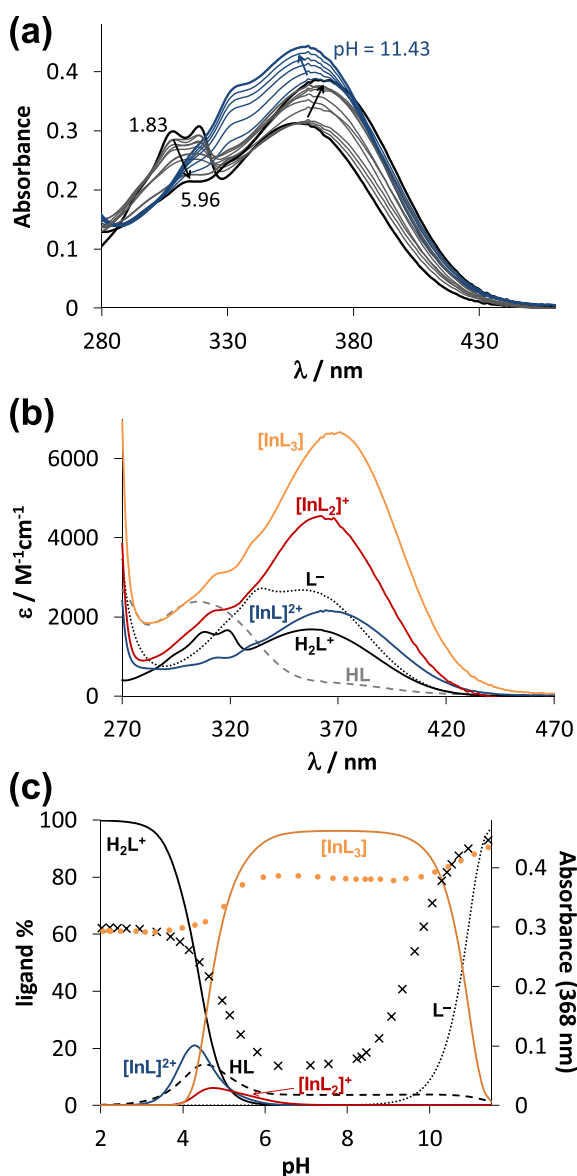 (a)
pH = 11.43
1.83
5.96
Absorbance
0.4
0.3
0.2
0.1
0
280 330 380 430
λ / nm
(b)
[InL₃]
[InL₂]⁺
L⁻
[InL]²⁺
H₂L⁺
HL
ε / M⁻¹cm⁻¹
6000
4000
2000
0
270 320 370 420 470
λ / nm
(c)
H₂L⁺
[InL₃]
[InL]²⁺
HL
[InL₂]⁺
L⁻
ligand %
100
80
60
40
20
0
Absorbance (368 nm)
0.4
0.3
0.2
0.1
0
2 4 6 8 10
pH